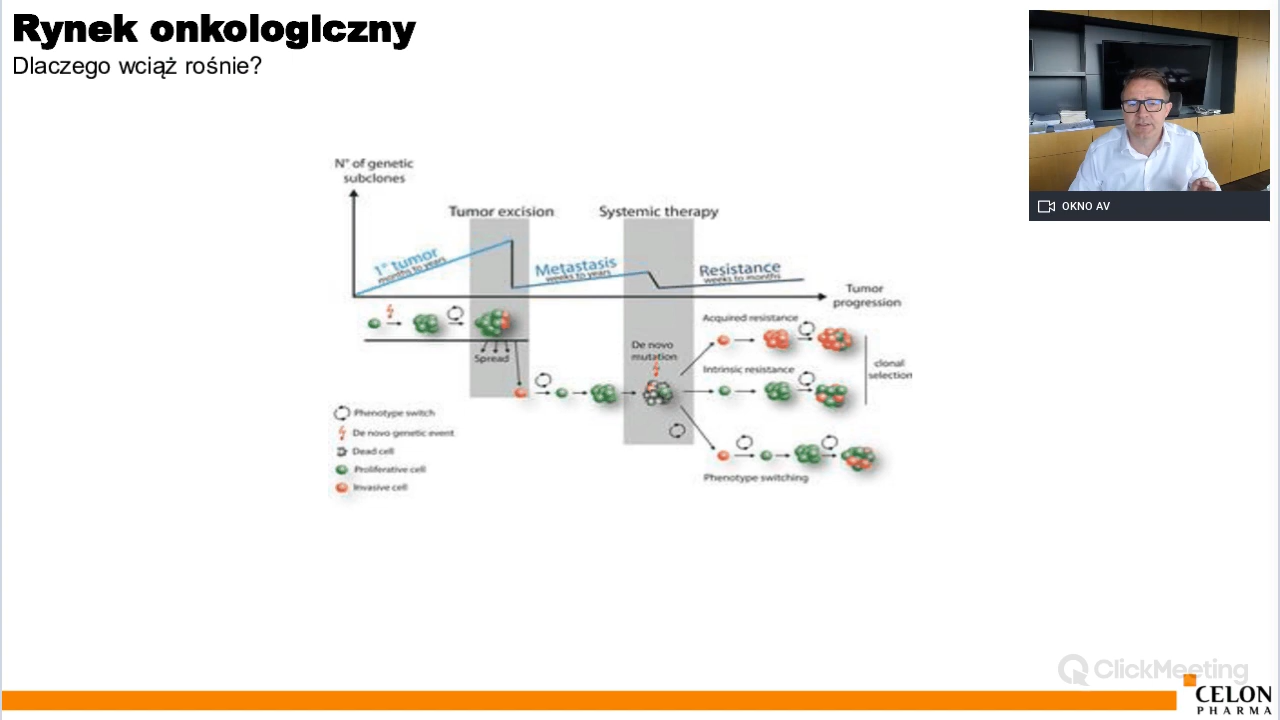 Rynek onkologiczny
Dlaczego wciąż rośnie?
OKNO AV
N° of genetic
subclones
Tumor excision
Systemic therapy
1° tumor
months to years
Metastasis
weeks to years
Resistance
weeks to months
Tumor
progression
Acquired resistance
De novo
mutation
Spread
Intrinsic resistance
clonal
selection
Phenotype switch
De novo genetic event
Dead cell
Proliferative cell
Invasive cell
Phenotype switching
ClickMeeting
CELON
PHARMA